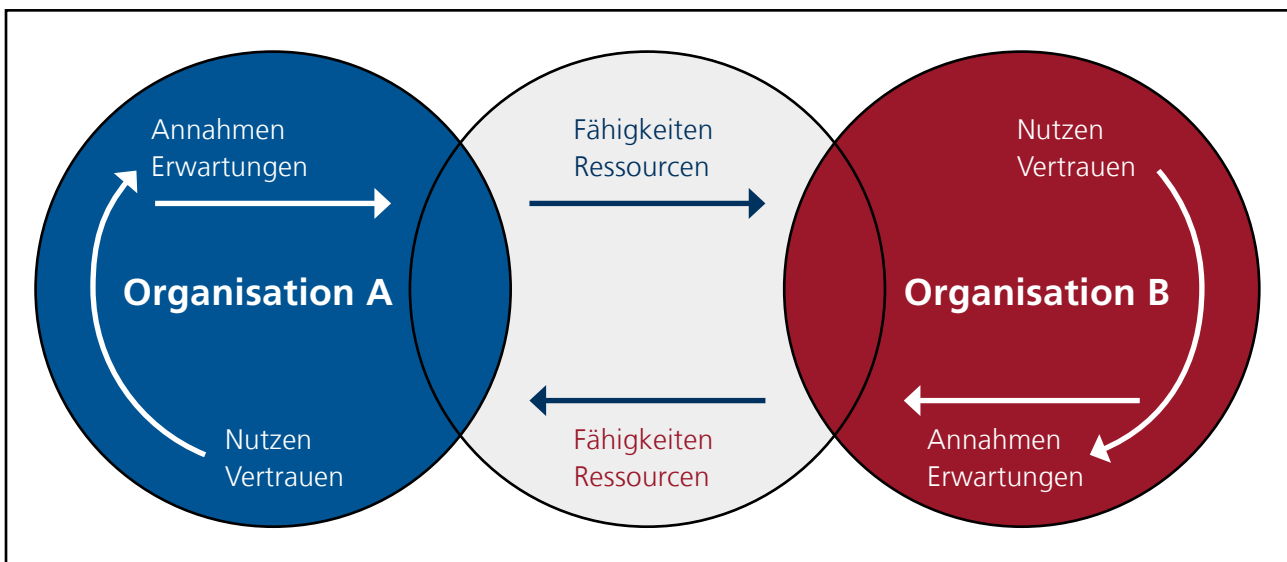 Annahmen
Erwartungen
Fähigkeiten
Ressourcen
Nutzen
Vertrauen
Organisation A
Organisation B
Nutzen
Vertrauen
Fähigkeiten
Ressourcen
Annahmen
Erwartungen